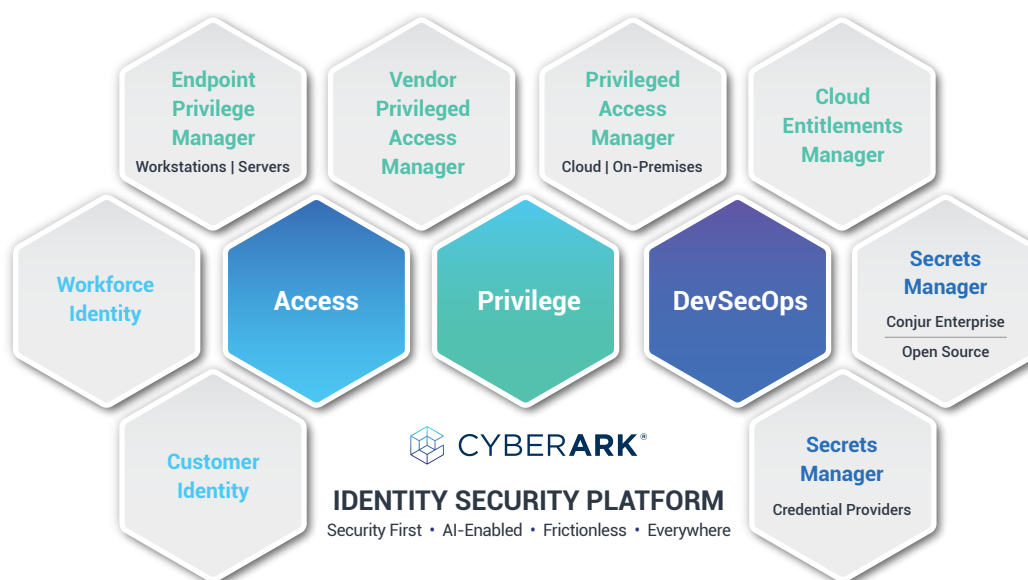 Endpoint
Privilege
Manager
Workstations | Servers
Vendor
Privileged
Access
Manager
Privileged
Access
Manager
Cloud | On-Premises
Cloud
Entitlements
Manager
Workforce
Identity
Access
Privilege
DevSecOps
Secrets
Manager
Conjur Enterprise
Open Source
Customer
Identity
CYBERARK®
IDENTITY SECURITY PLATFORM
Security First • AI-Enabled • Frictionless • Everywhere
Secrets
Manager
Credential Providers